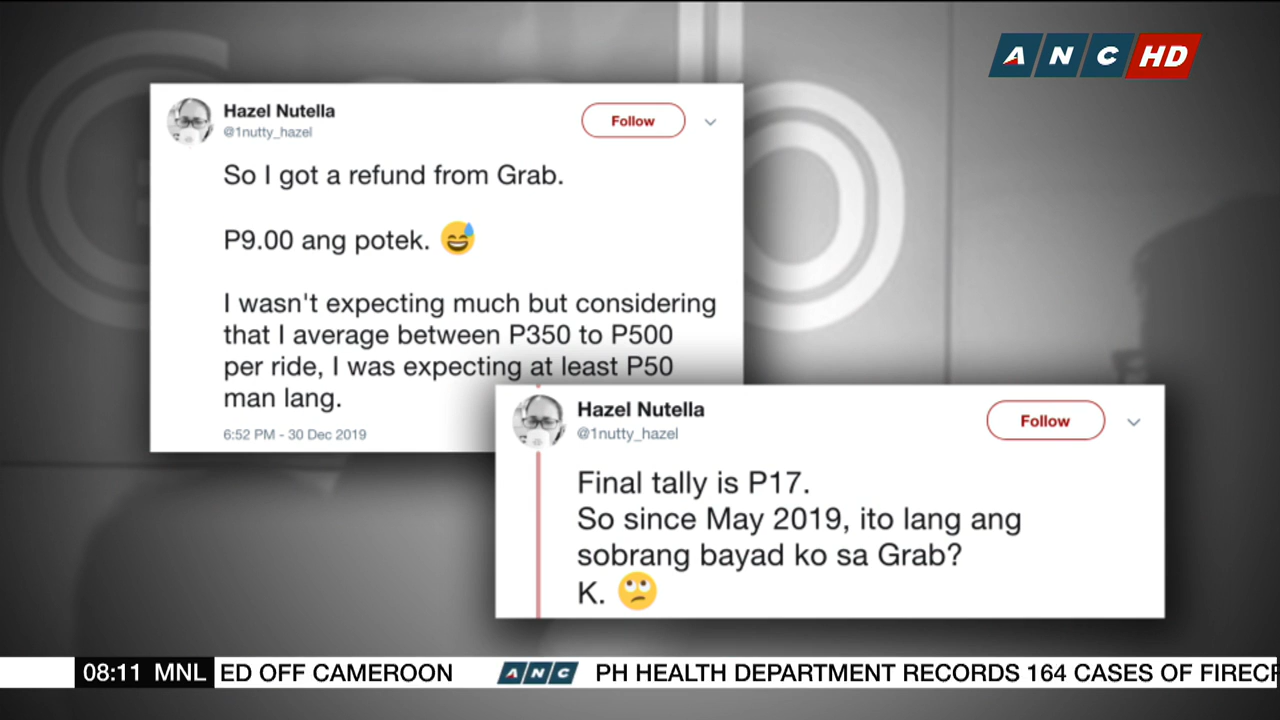 ANC HD
Hazel Nutella
@1nutty_hazel
Follow
So I got a refund from Grab.
P9.00 ang potek. 😅
I wasn't expecting much but considering
that I average between P350 to P500
per ride, I was expecting at least P50
man lang.
6:52 PM - 30 Dec 2019
Hazel Nutella
@1nutty_hazel
Follow
Final tally is P17.
So since May 2019, ito lang ang
sobrang bayad ko sa Grab?
K. 🙄
08:11 MNL ED OFF CAMEROON ANC PH HEALTH DEPARTMENT RECORDS 164 CASES OF FIREC